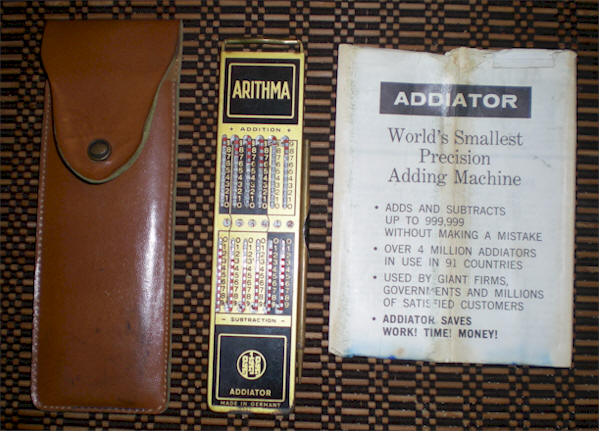 ARITHMA
+ ADDITION +
- SUBTRACTION -
ADDIATOR
MADE IN GERMANY
ADDIATOR
World's Smallest
Precision
Adding Machine
• ADDS AND SUBTRACTS
UP TO 999,999
WITHOUT MAKING A MISTAKE
• OVER 4 MILLION ADDIATORS
IN USE IN 91 COUNTRIES
• USED BY GIANT FIRMS,
GOVERNMENTS AND MILLIONS
OF SATISFIED CUSTOMERS
• ADDIATOR SAVES
WORK! TIME! MONEY!